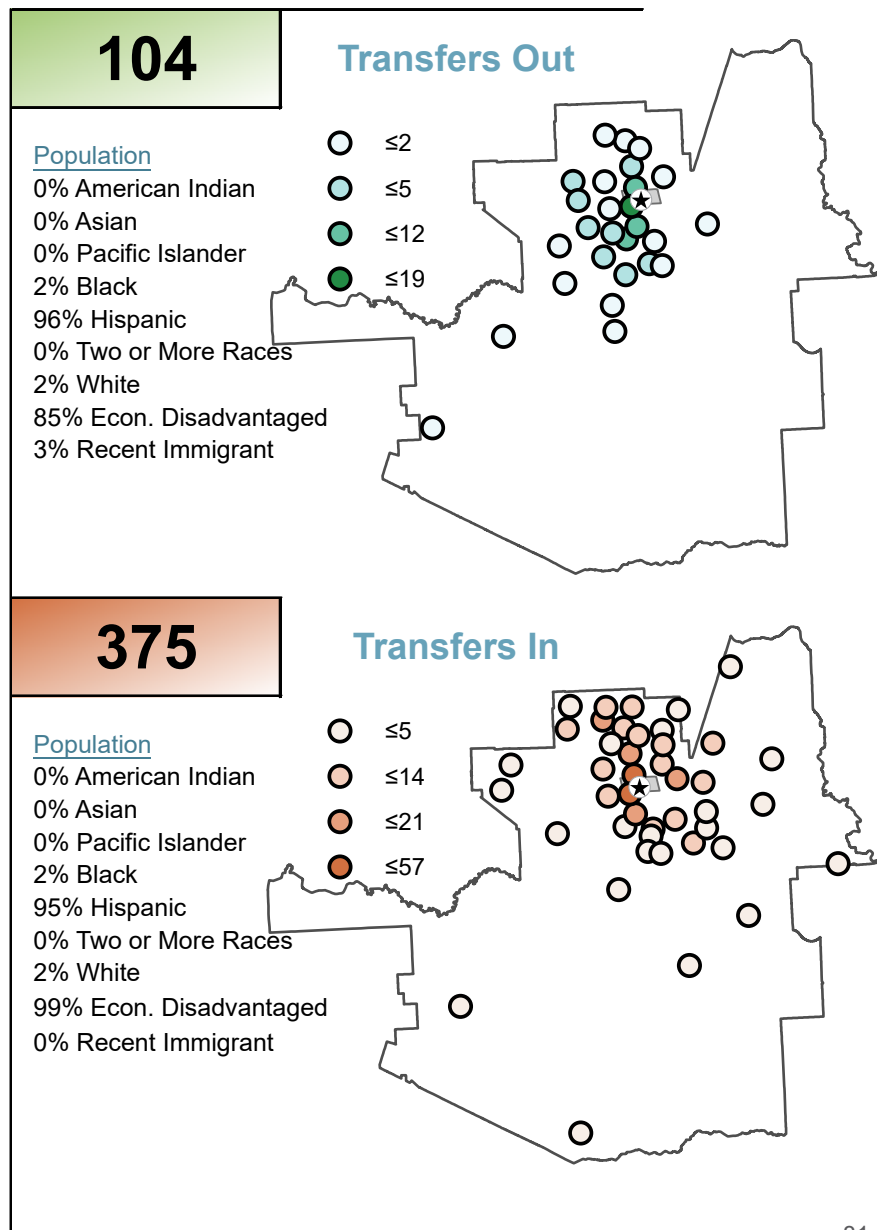 104
Transfers Out
Population
0% American Indian
0% Asian
0% Pacific Islander
2% Black
96% Hispanic
0% Two or More Races
2% White
85% Econ. Disadvantaged
3% Recent Immigrant
≤2
≤5
≤12
≤19
375
Transfers In
Population
0% American Indian
0% Asian
0% Pacific Islander
2% Black
95% Hispanic
0% Two or More Races
2% White
99% Econ. Disadvantaged
0% Recent Immigrant
≤5
≤14
≤21
≤57